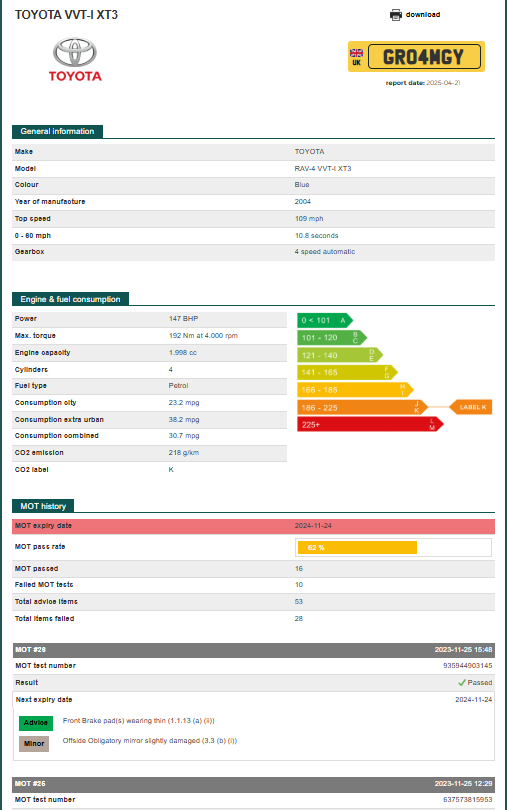 TOYOTA VVT-I XT3
download
TOYOTA
UK GR04MGY
report date: 2025-04-21
General information
Make TOYOTA
Model RAV-4 VVT-I XT3
Colour Blue
Year of manufacture 2004
Top speed 109 mph
0 - 60 mph 10.8 seconds
Gearbox 4 speed automatic
Engine & fuel consumption
Power 147 BHP
Max. torque 192 Nm at 4.000 rpm
Engine capacity 1.998 cc
Cylinders 4
Fuel type Petrol
Consumption city 23.2 mpg
Consumption extra urban 38.2 mpg
Consumption combined 30.7 mpg
CO2 emission 218 g/km
CO2 label K
0 < 101 A
101 - 120 B C
121 - 140 D E
141 - 165 F G
166 - 185 H I
186 - 225 J K
LABEL K
225+ L M
MOT history
MOT expiry date 2024-11-24
MOT pass rate 62 %
MOT passed 16
Failed MOT tests 10
Total advice items 53
Total items failed 28
MOT #26 2023-11-25 15:48
MOT test number 935944903145
Result Passed
Next expiry date 2024-11-24
Advice Front Brake pad(s) wearing thin (1.1.13 (a) (ii))
Minor Offside Obligatory mirror slightly damaged (3.3 (b) (i))
MOT #25 2023-11-25 12:29
MOT test number 637573815953